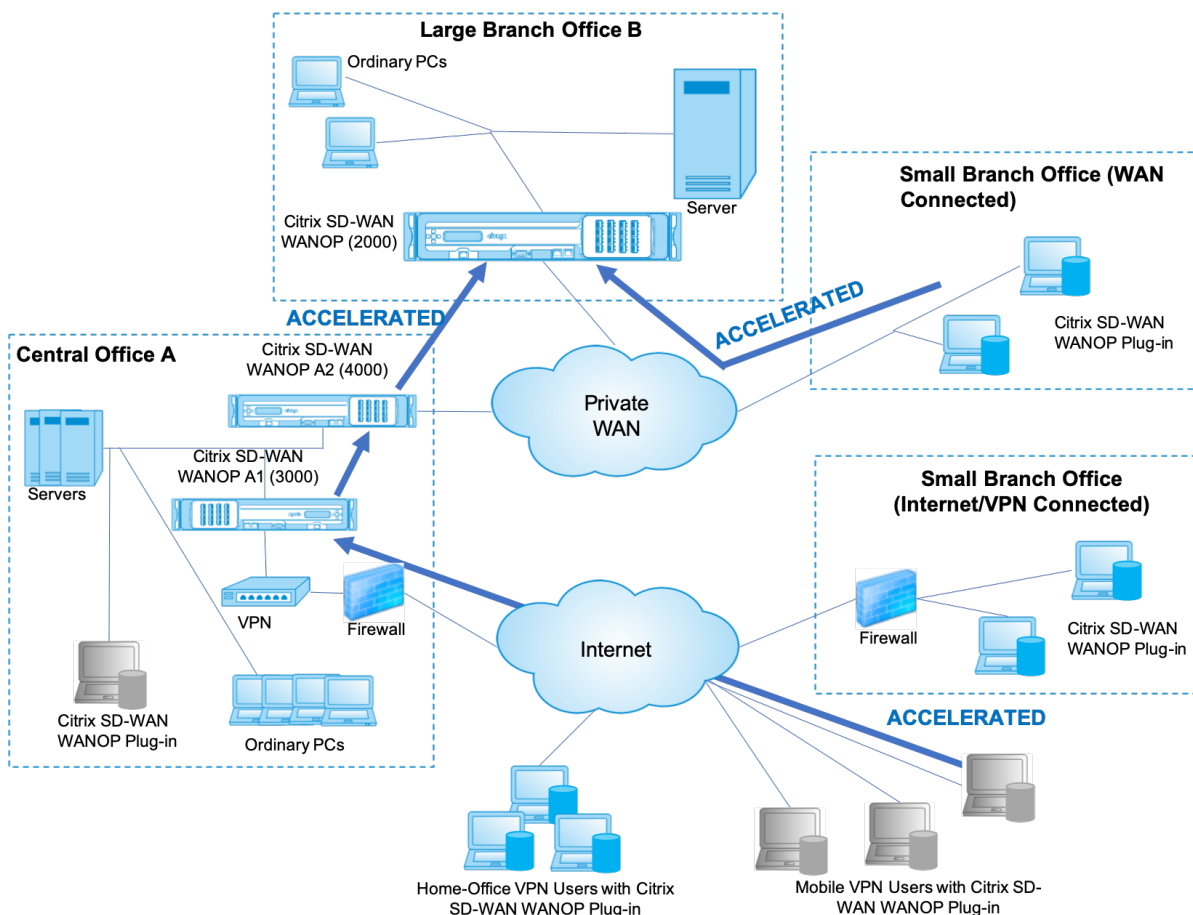 Large Branch Office B
Ordinary PCs
Server
Citrix SD-WAN
WANOP (2000)
Small Branch Office (WAN
Connected)
Citrix SD-WAN
WANOP Plug-in
ACCELERATED
ACCELERATED
Central Office A
Citrix SD-WAN
WANOP A2 (4000)
Private
WAN
Citrix SD-WAN
WANOP A1 (3000)
Servers
VPN
Firewall
Citrix SD-WAN
WANOP Plug-in
Ordinary PCs
Internet
Small Branch Office
(Internet/VPN Connected)
Firewall
Citrix SD-WAN
WANOP Plug-in
ACCELERATED
Home-Office VPN Users with Citrix
SD-WAN WANOP Plug-in
Mobile VPN Users with Citrix SD-
WAN WANOP Plug-in